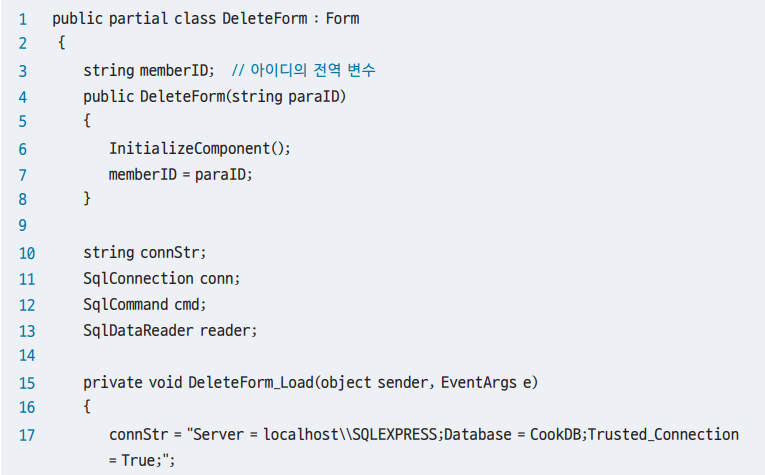 1 public partial class DeleteForm : Form
2 {
3 string memberID; // 아이디의 전역 변수
4 public DeleteForm(string paraID)
5 {
6 InitializeComponent();
7 memberID = paraID;
8 }
9
10 string connStr;
11 SqlConnection conn;
12 SqlCommand cmd;
13 SqlDataReader reader;
14
15 private void DeleteForm_Load(object sender, EventArgs e)
16 {
17 connStr = "Server = localhost\\SQLEXPRESS;Database = CookDB;Trusted_Connection
= True;";